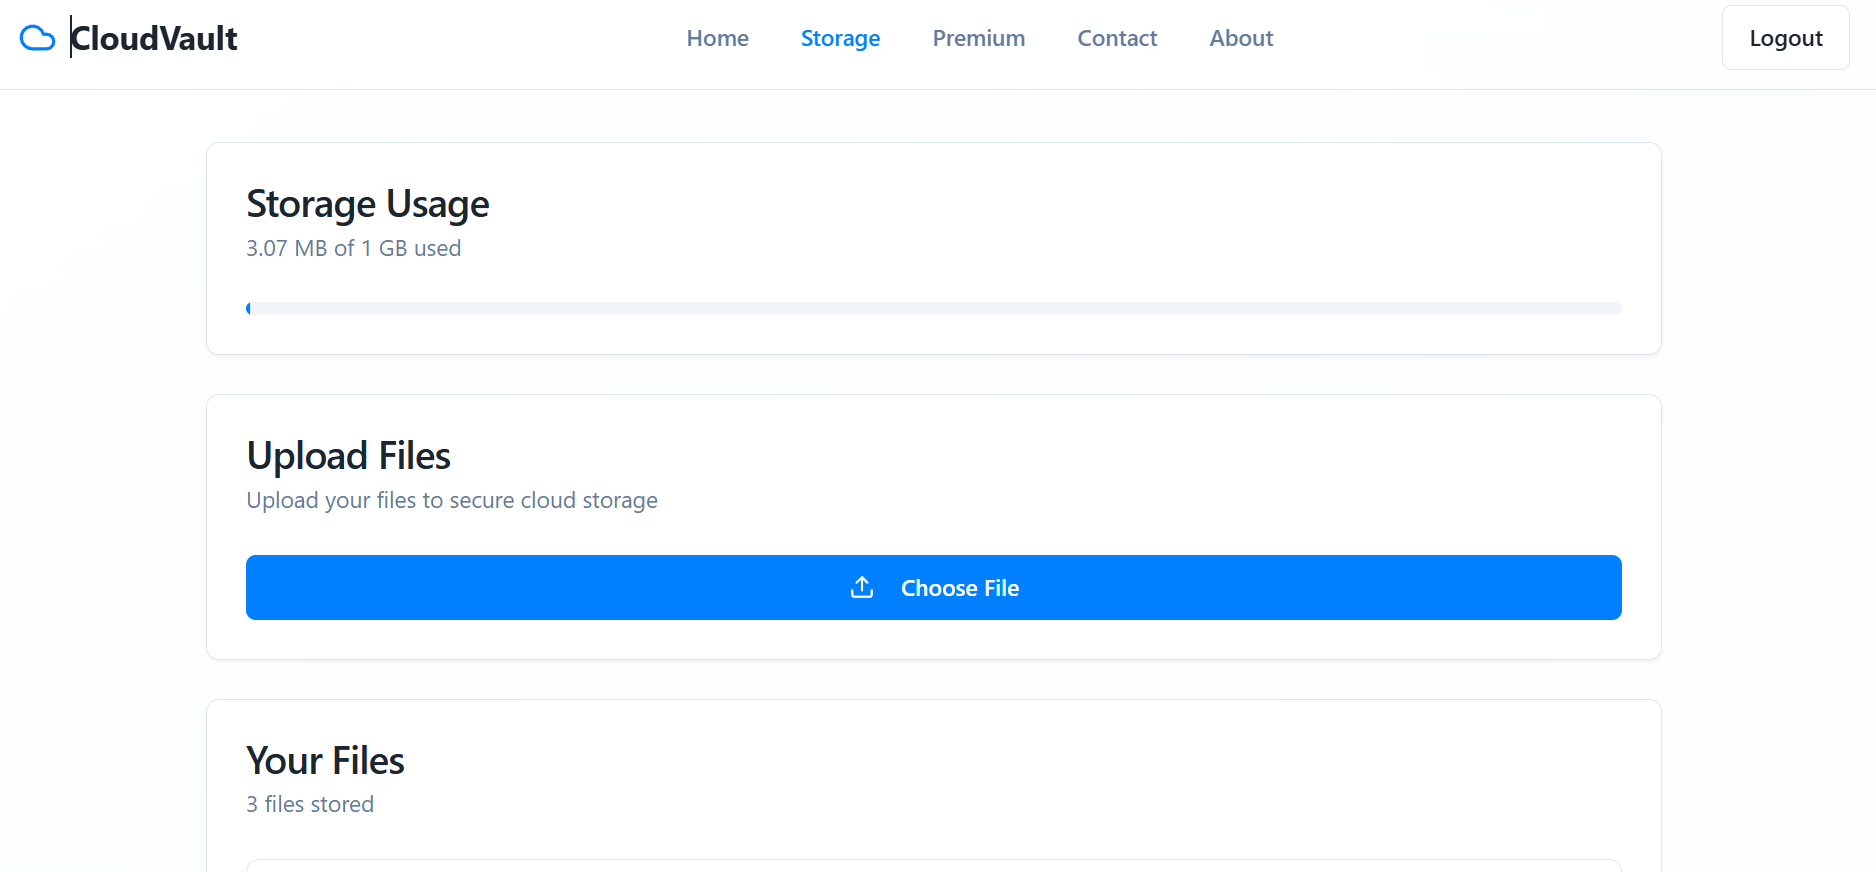 CloudVault
Home Storage Premium Contact About
Logout
Storage Usage
3.07 MB of 1 GB used
Upload Files
Upload your files to secure cloud storage
Choose File
Your Files
3 files stored